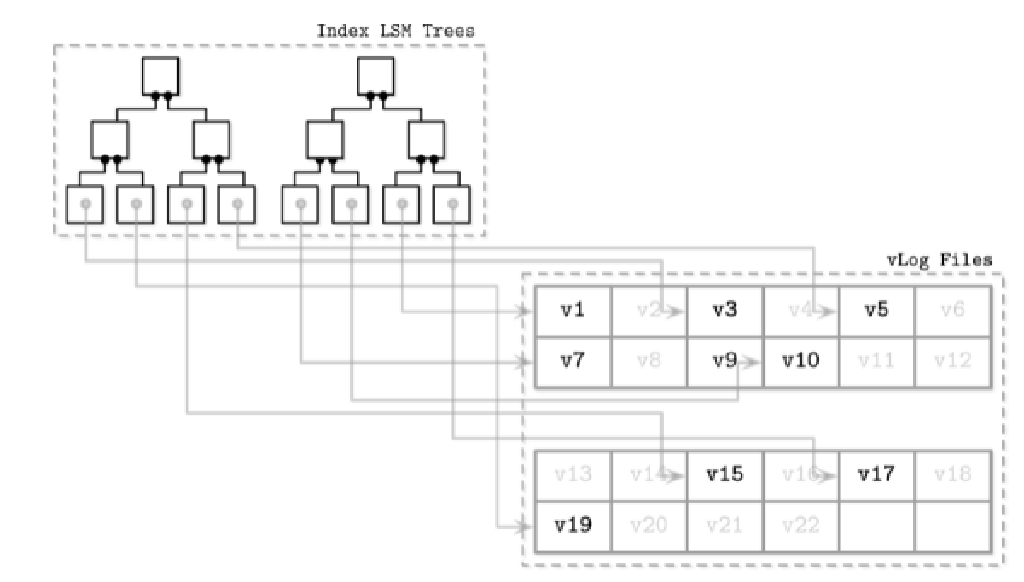 Index LSM Trees
vLog Files
v1 v2 v3 v4 v5 v6
v7 v8 v9 v10 v11 v12
v13 v14 v15 v16 v17 v18
v19 v20 v21 v22